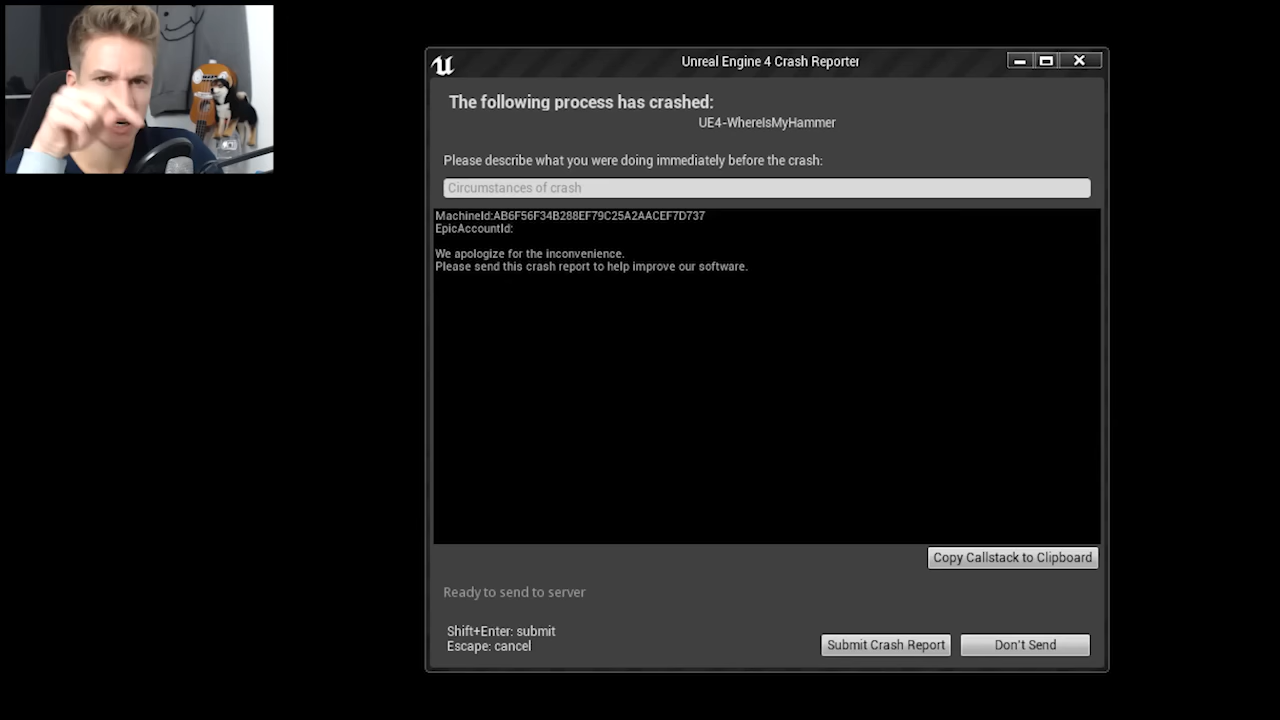 Unreal Engine 4 Crash Reporter
The following process has crashed:
UE4-WhereIsMyHammer
Please describe what you were doing immediately before the crash:
Circumstances of crash
MachineId:AB6F56F34B288EF79C25A2AACEF7D737
EpicAccountId:
We apologize for the inconvenience.
Please send this crash report to help improve our software.
Copy Callstack to Clipboard
Ready to send to server
Shift+Enter: submit
Escape: cancel
Submit Crash Report
Don't Send